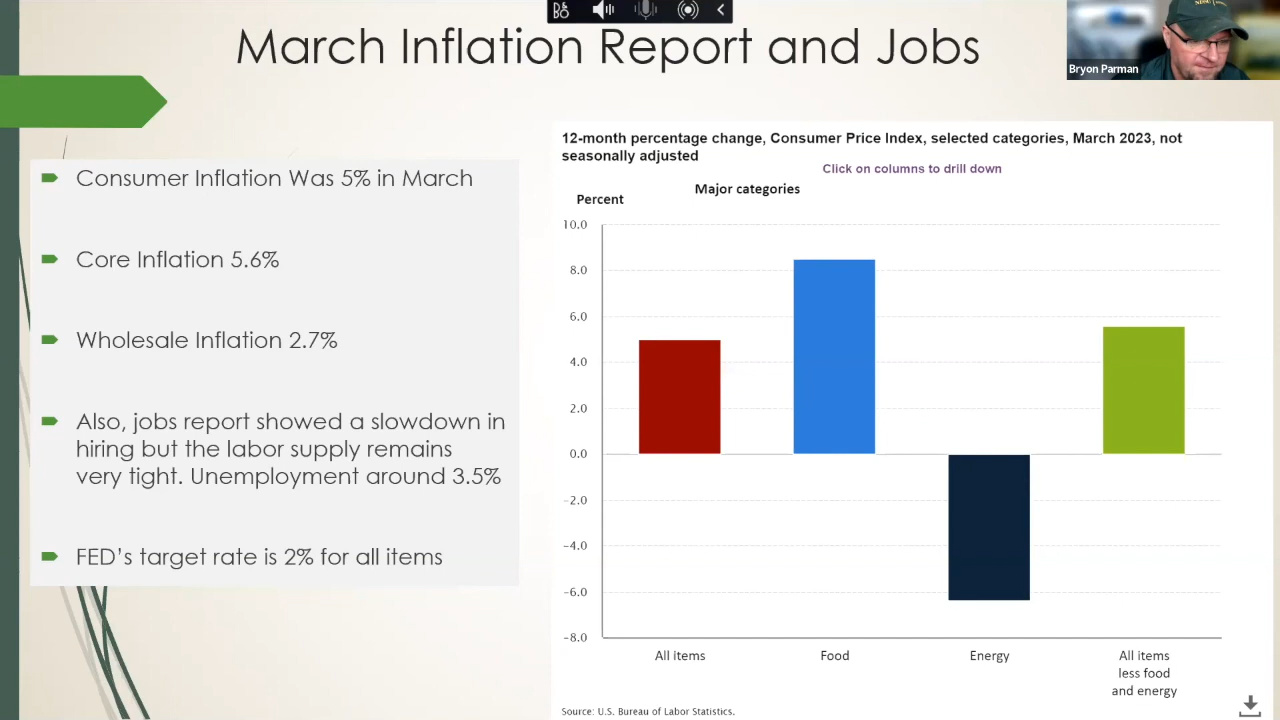 March Inflation Report and Jobs
Bryon Parman
Consumer Inflation Was 5% in March
Core Inflation 5.6%
Wholesale Inflation 2.7%
Also, jobs report showed a slowdown in
hiring but the labor supply remains
very tight. Unemployment around 3.5%
FED's target rate is 2% for all items
12-month percentage change, Consumer Price Index, selected categories, March 2023, not
seasonally adjusted
Click on columns to drill down
Major categories
Percent
10.0
8.0
6.0
4.0
2.0
0.0
-2.0
-4.0
-6.0
-8.0
All items
Food
Energy
All items
less food
and energy
Source: U.S. Bureau of Labor Statistics.